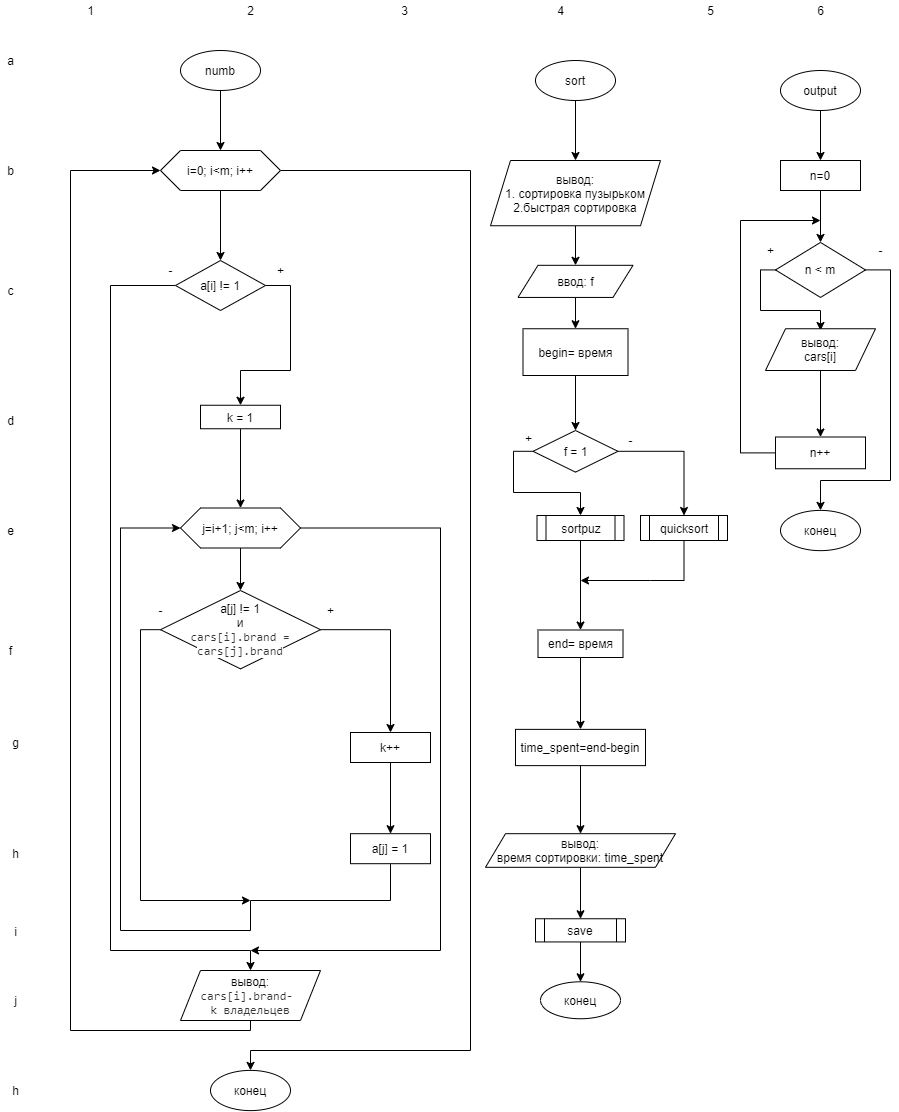 1
2
3
4
5
6
a
b
c
d
e
f
g
h
i
j
h
numb
i=0; i<m; i++
a[i] != 1
-
+
k = 1
j=i+1; j<m; i++
a[j] != 1
и
cars[i].brand =
cars[j].brand
-
+
k++
a[j] = 1
вывод:
cars[i].brand-
k владельцев
конец
sort
вывод:
1. сортировка пузырьком
2.быстрая сортировка
ввод: f
begin= время
f = 1
+
-
sortpuz
quicksort
end= время
time_spent=end-begin
вывод:
время сортировки: time_spent
save
конец
output
n=0
n < m
+
-
вывод:
cars[i]
n++
конец